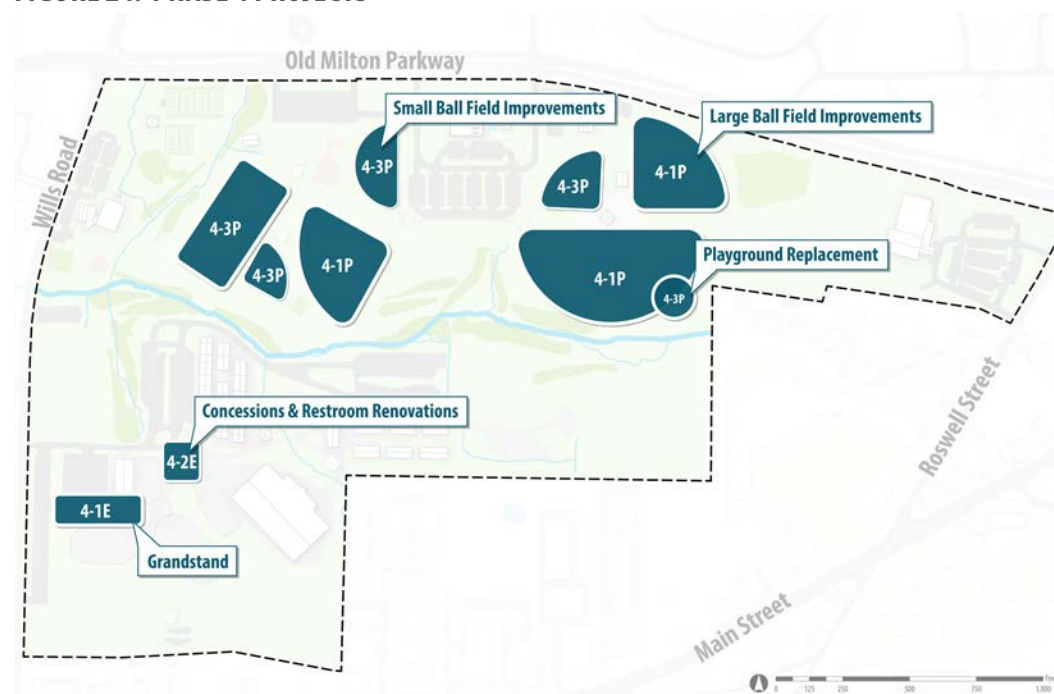 Old Milton Parkway
Small Ball Field Improvements
Large Ball Field Improvements
Wills Road
4-3P
4-3P
4-1P
4-3P
4-3P
4-1P
4-1P
Playground Replacement
4-3P
Concessions & Restroom Renovations
4-2E
4-1E
Grandstand
Roswell Street
Main Street
0 125 250 500 750 1,000